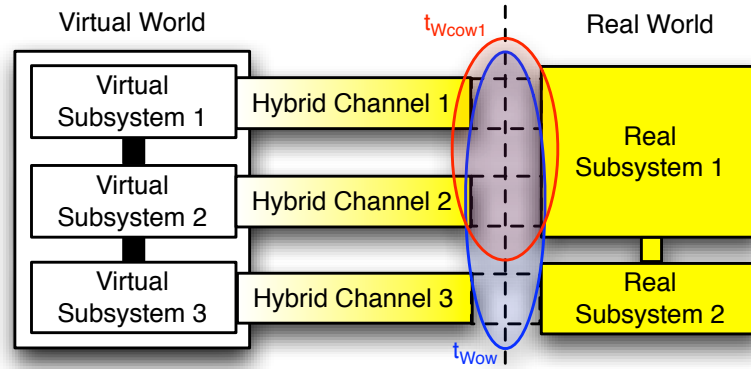 Virtual World
t_Wcow1
Real World
Virtual
Subsystem 1
Hybrid Channel 1
Virtual
Subsystem 2
Hybrid Channel 2
Real
Subsystem 1
Virtual
Subsystem 3
Hybrid Channel 3
Real
Subsystem 2
t_Wow